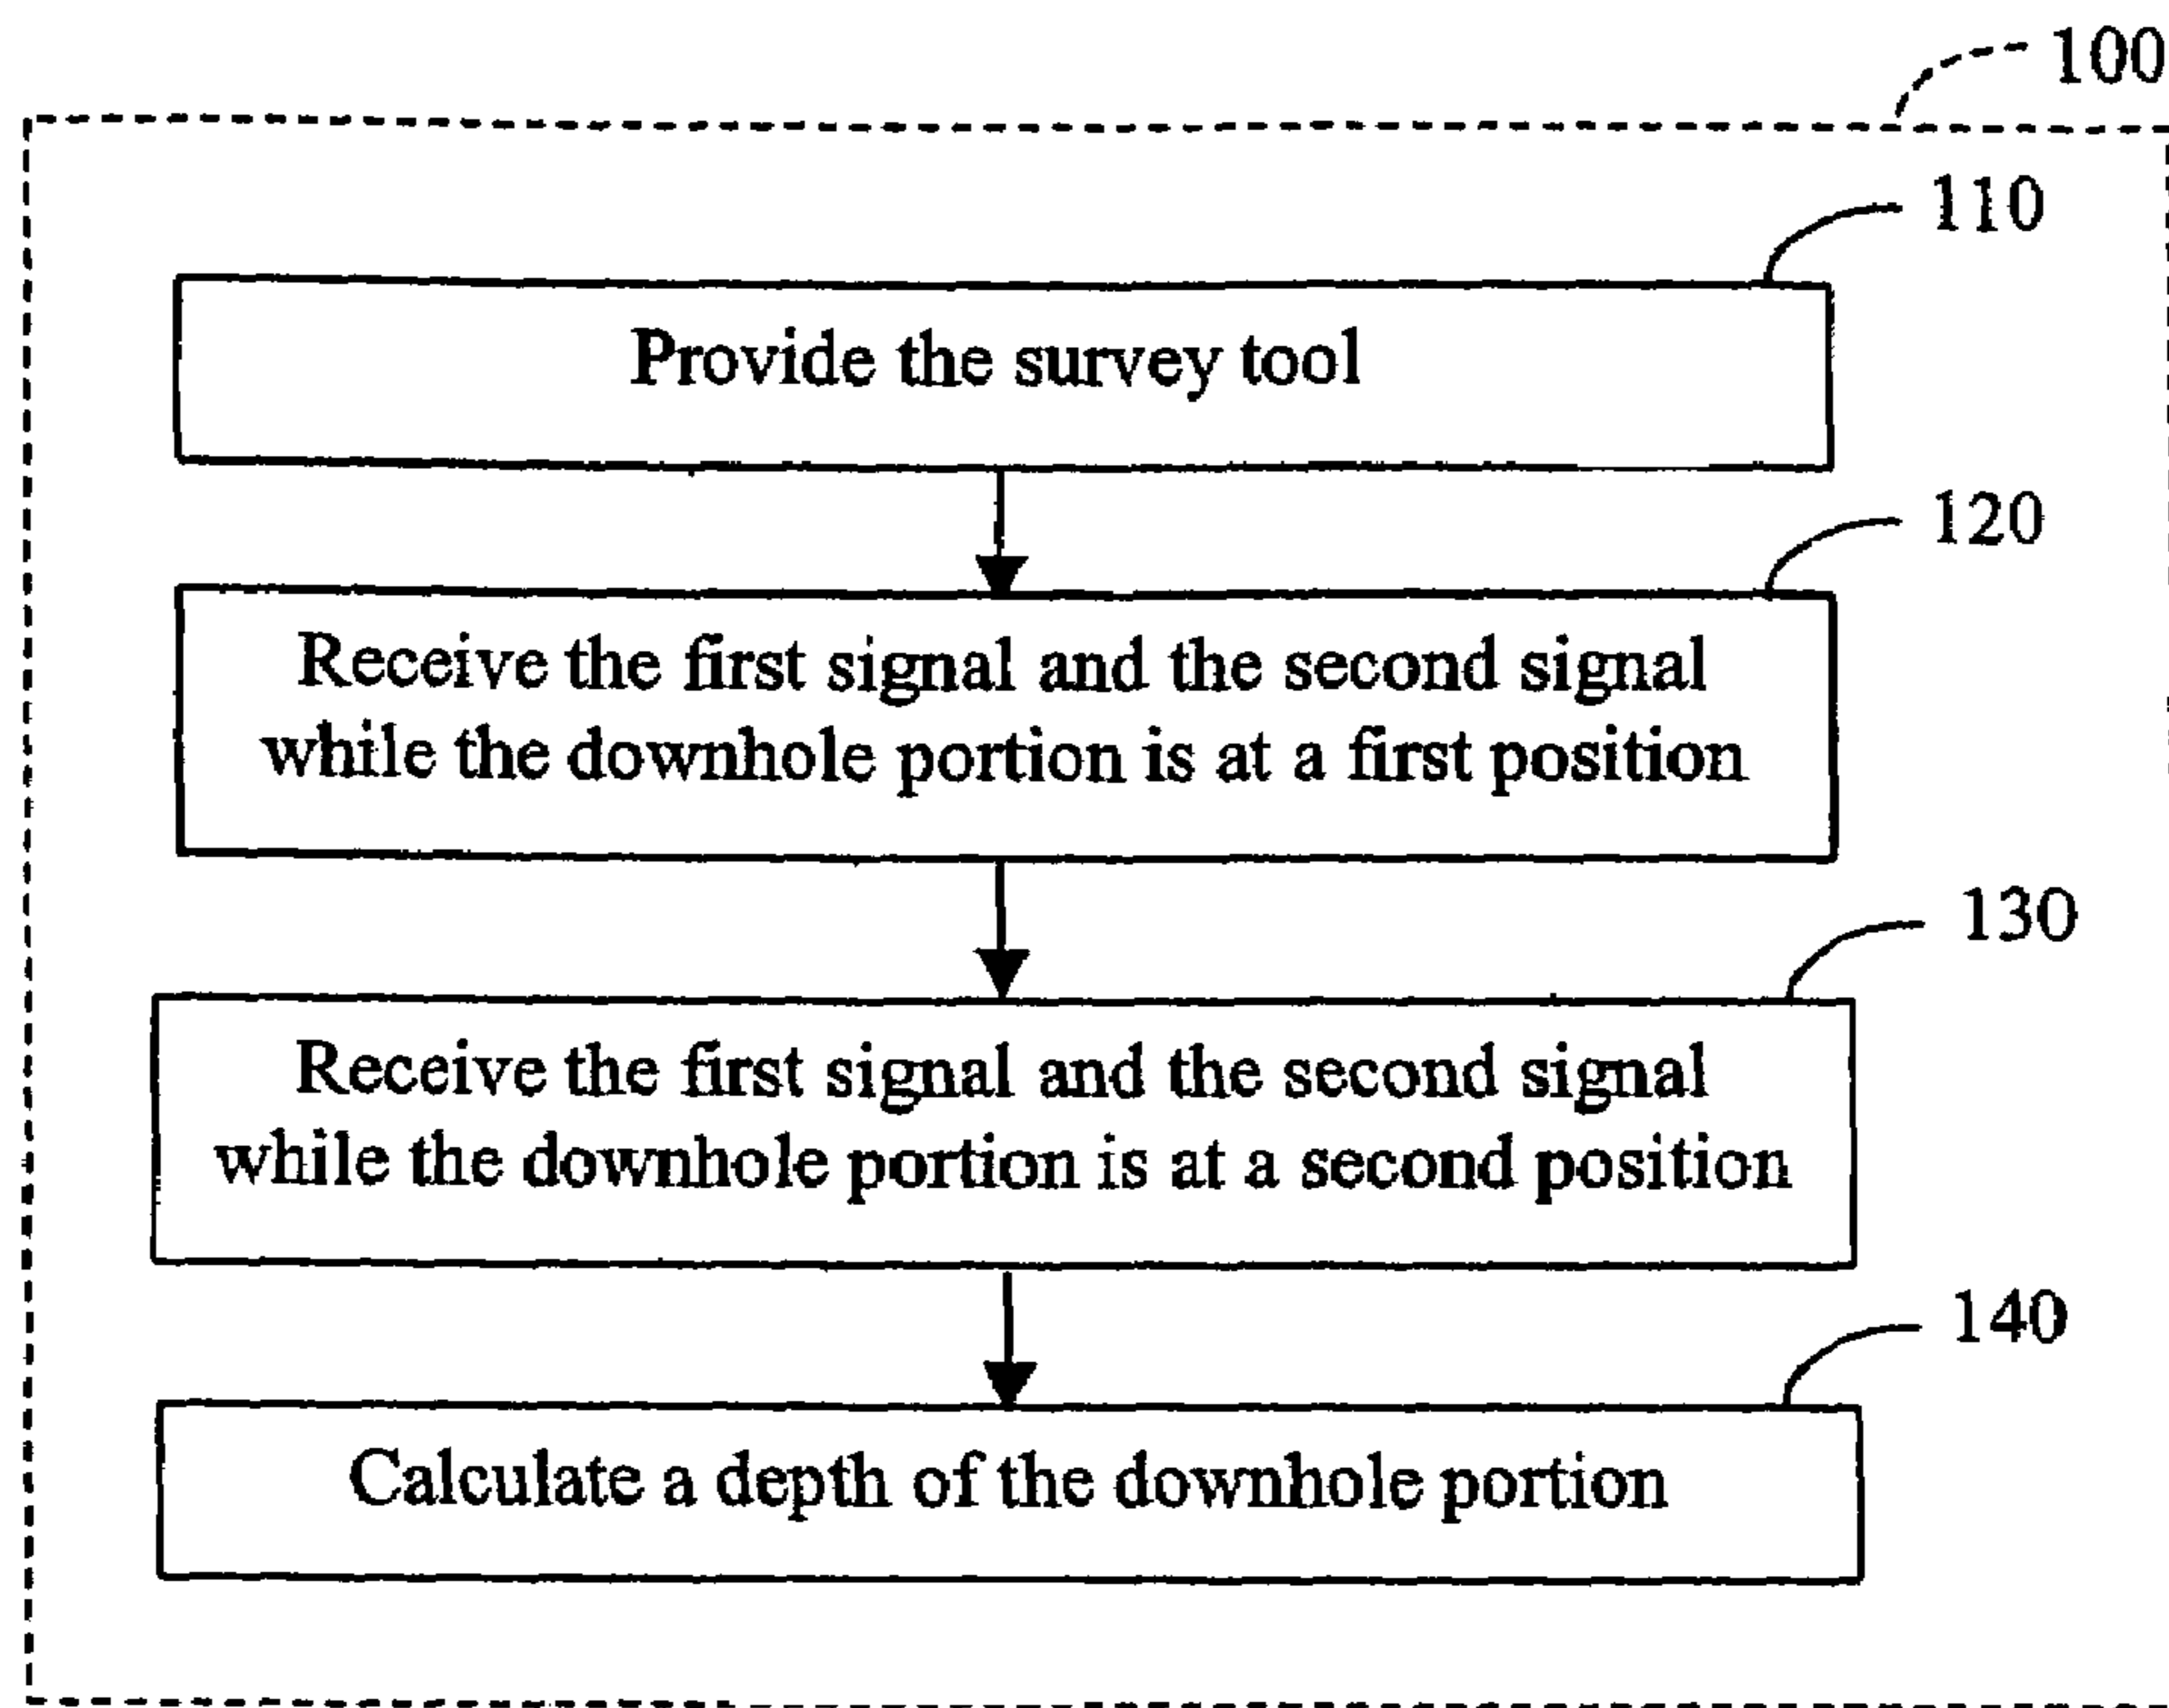 100
110
Provide the survey tool
120
Receive the first signal and the second signal
while the downhole portion is at a first position
130
Receive the first signal and the second signal
while the downhole portion is at a second position
140
Calculate a depth of the downhole portion